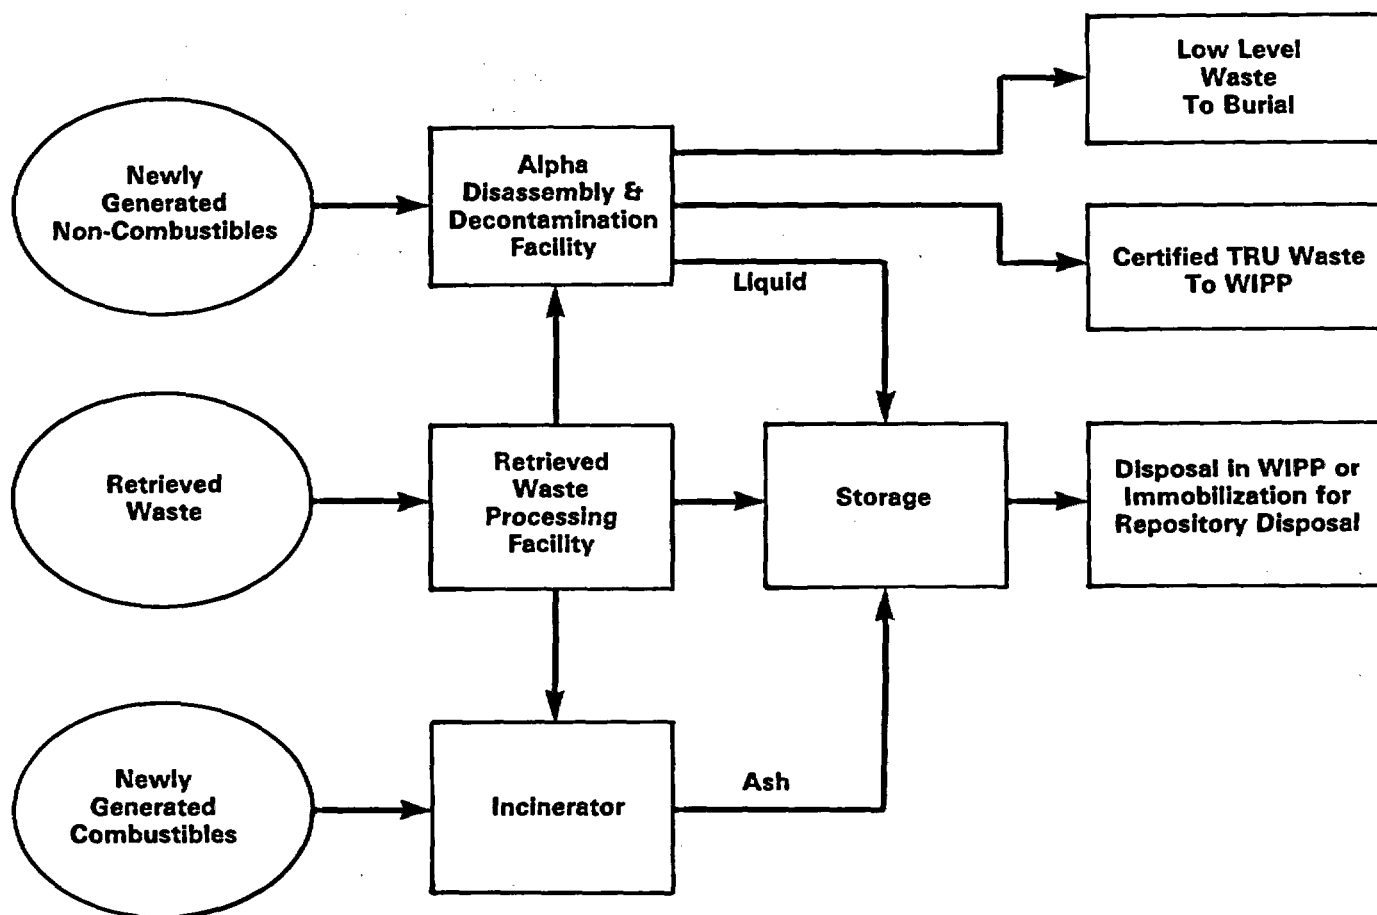 Newly
Generated
Non-Combustibles
Alpha
Disassembly &
Decontamination
Facility
Liquid
Low Level
Waste
To Burial
Certified TRU Waste
To WIPP
Retrieved
Waste
Retrieved
Waste
Processing
Facility
Storage
Disposal in WIPP or
Immobilization for
Repository Disposal
Newly
Generated
Combustibles
Incinerator
Ash